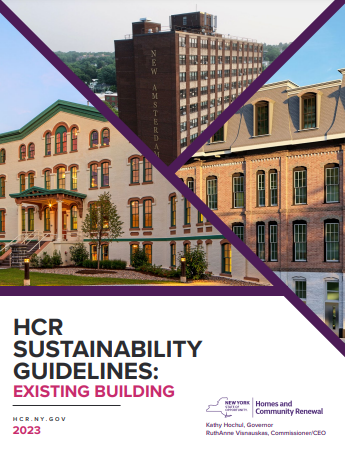 NEW AMSTERDAM
HCR
SUSTAINABILITY
GUIDELINES:
EXISTING BUILDING
HCR.NY.GOV
2023
NEW YORK
STATE OF
OPPORTUNITY.
Homes and
Community Renewal
Kathy Hochul, Governor
RuthAnne Visnauskas, Commissioner/CEO